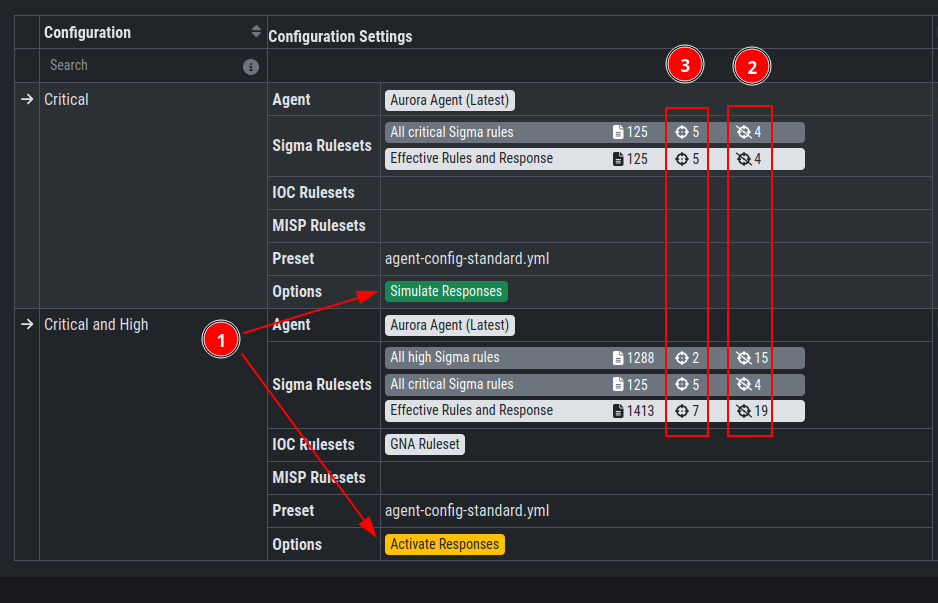 Configuration
Configuration Settings
Search
3
2
Critical
Agent
Aurora Agent (Latest)
Sigma Rulesets
All critical Sigma rules 125 5 4
Effective Rules and Response 125 5 4
IOC Rulesets
MISP Rulesets
Preset
agent-config-standard.yml
Options
Simulate Responses
1
Critical and High
Agent
Aurora Agent (Latest)
Sigma Rulesets
All high Sigma rules 1288 2 15
All critical Sigma rules 125 5 4
Effective Rules and Response 1413 7 19
IOC Rulesets
GNA Ruleset
MISP Rulesets
Preset
agent-config-standard.yml
Options
Activate Responses